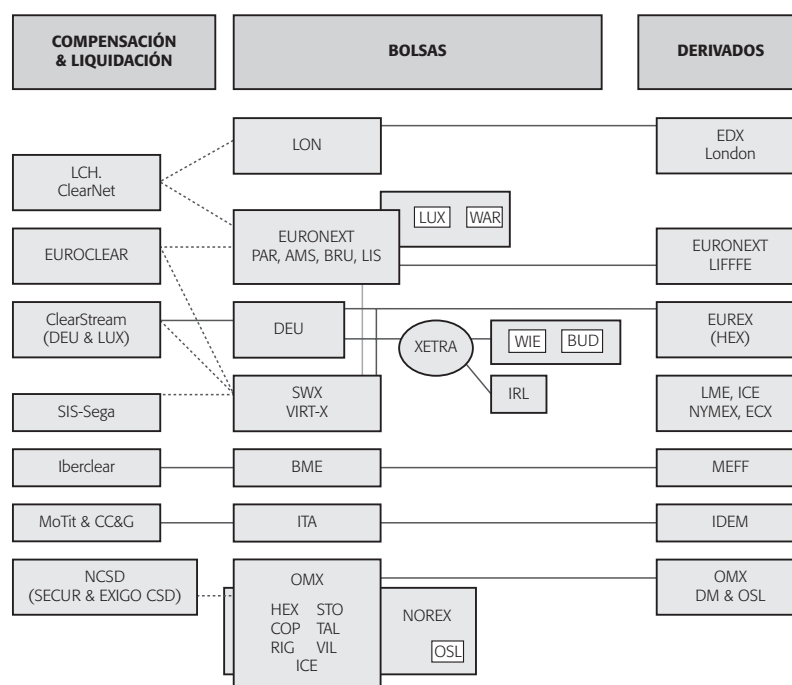 COMPENSACIÓN
& LIQUIDACIÓN
BOLSAS
DERIVADOS
LON
EDX
London
LCH.
ClearNet
LUX
WAR
EURONEXT
PAR, AMS, BRU, LIS
EUROCLEAR
EURONEXT
LIFFFE
ClearStream
(DEU & LUX)
DEU
XETRA
WIE
BUD
EUREX
(HEX)
SIS-Sega
SWX
VIRT-X
IRL
LME, ICE
NYMEX, ECX
Iberclear
BME
MEFF
MoTit & CC&G
ITA
IDEM
NCSD
(SECUR & EXIGO CSD)
OMX
HEX STO
COP TAL
RIG VIL
ICE
NOREX
OSL
OMX
DM & OSL